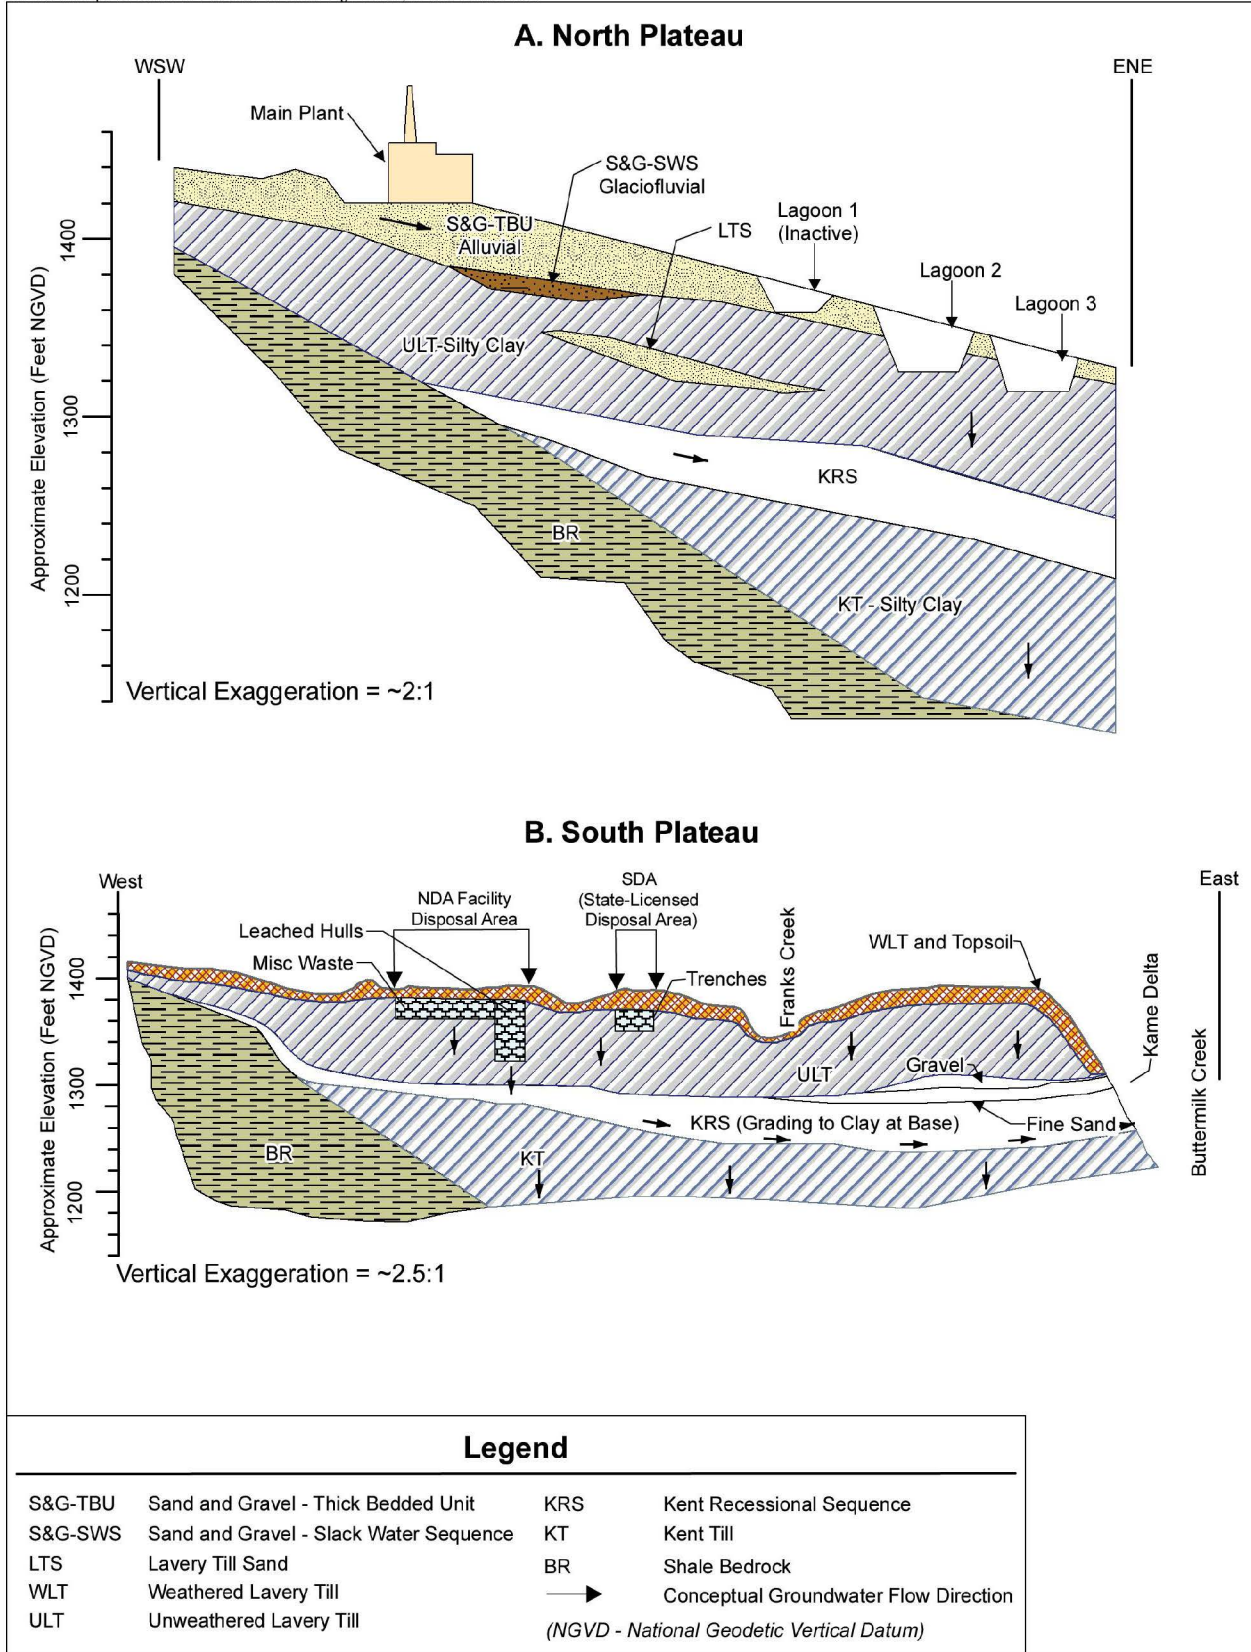 A. North Plateau
WSW
ENE
Main Plant
S&G-SWS
Glaciofluvial
S&G-TBU
Alluvial
LTS
Lagoon 1
(Inactive)
Lagoon 2
Lagoon 3
Approximate Elevation (Feet NGVD)
1400
1300
1200
ULT-Silty Clay
KRS
BR
KT - Silty Clay
Vertical Exaggeration = ~2:1
B. South Plateau
West
East
NDA Facility
Disposal Area
SDA
(State-Licensed
Disposal Area)
Leached Hulls
Misc Waste
Trenches
Franks Creek
WLT and Topsoil
Kame Delta
Buttermilk Creek
Approximate Elevation (Feet NGVD)
1400
1300
1200
ULT
Gravel
KRS (Grading to Clay at Base)
Fine Sand
BR
KT
Vertical Exaggeration = ~2.5:1
Legend
S&G-TBU Sand and Gravel - Thick Bedded Unit
S&G-SWS Sand and Gravel - Slack Water Sequence
LTS Lavery Till Sand
WLT Weathered Lavery Till
ULT Unweathered Lavery Till
KRS Kent Recessional Sequence
KT Kent Till
BR Shale Bedrock
Conceptual Groundwater Flow Direction
(NGVD - National Geodetic Vertical Datum)